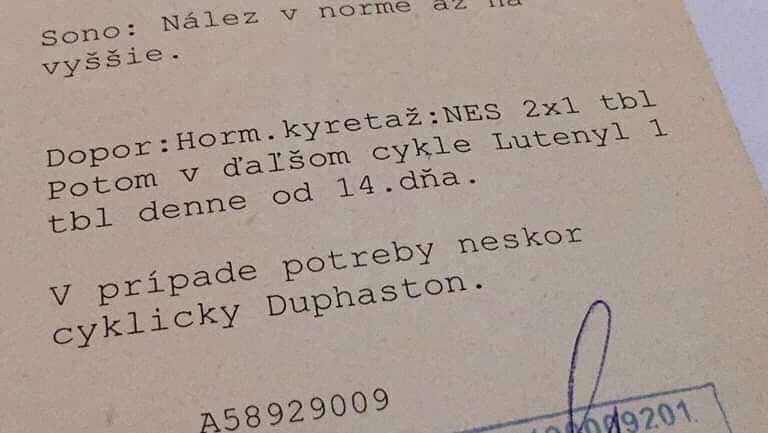 Sono: Nález v norme až na
vyššie.
Dopor:Horm.kyretaž:NES 2x1 tbl
Potom v ďaľšom cykle Lutenyl 1
tbl denne od 14.dňa.
V prípade potreby neskor
cyklicky Duphaston.
A58929009